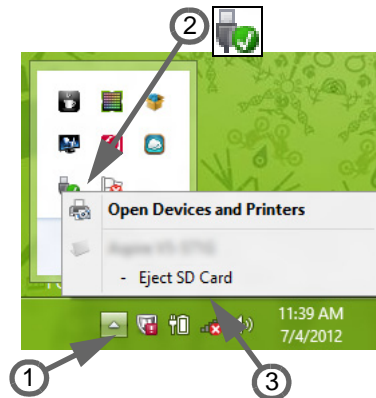 2
Open Devices and Printers
- Eject SD Card
11:39 AM
7/4/2012
1
3